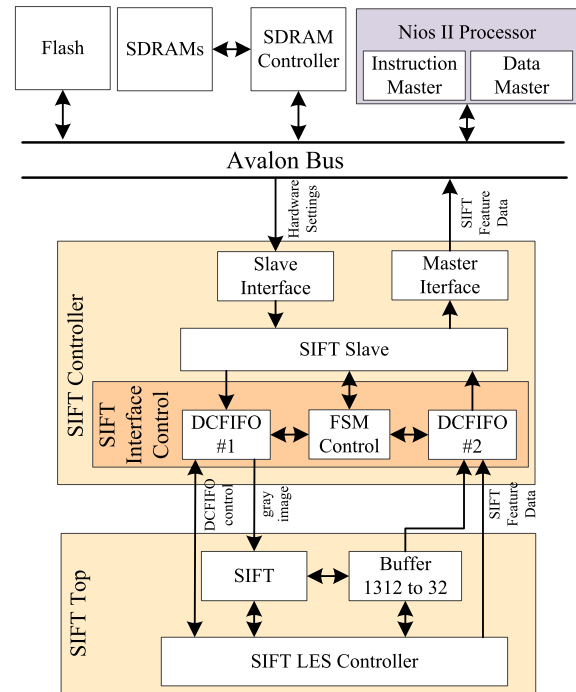 Flash
SDRAMs
SDRAM
Controller
Nios II Processor
Instruction
Master
Data
Master
Avalon Bus
Hardware
Settings
SIFT
Feature
Data
SIFT Controller
Slave
Interface
Master
Iterface
SIFT Slave
SIFT
Interface
Control
DCFIFO
#1
FSM
Control
DCFIFO
#2
DCFIFO
control
gray
image
SIFT
Feature
Data
SIFT Top
SIFT
Buffer
1312 to 32
SIFT LES Controller